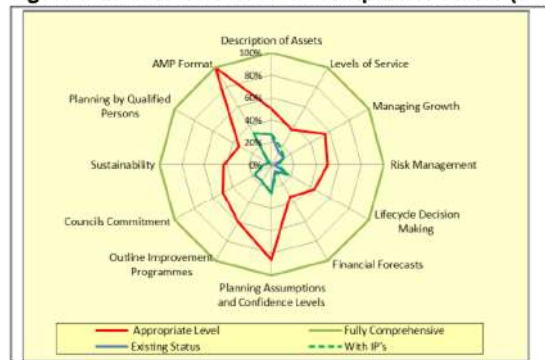 Description of Assets
100%
AMP Format
Levels of Service
80%
60%
Planning by Qualified
Persons
Managing Growth
40%
20%
0%
Sustainability
Risk Management
Councils Commitment
Lifecycle Decision
Making
Outline Improvement
Programmes
Financial Forecasts
Planning Assumptions
and Confidence Levels
Appropriate Level
Fully Comprehensive
Existing Status
With IP's